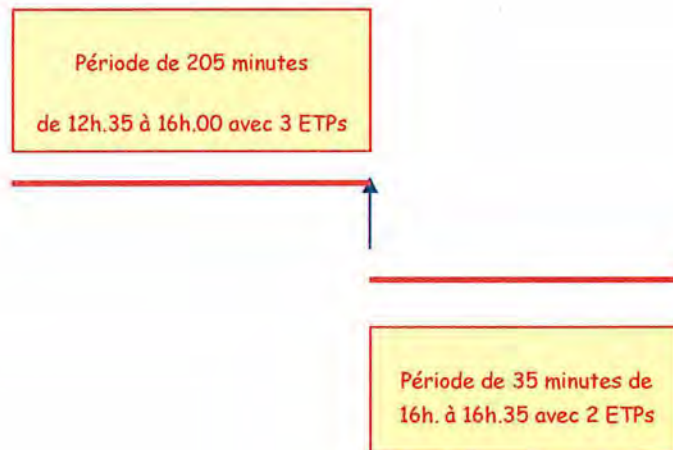 Période de 205 minutes
de 12h.35 à 16h.00 avec 3 ETPs
Période de 35 minutes de
16h. à 16h.35 avec 2 ETPs